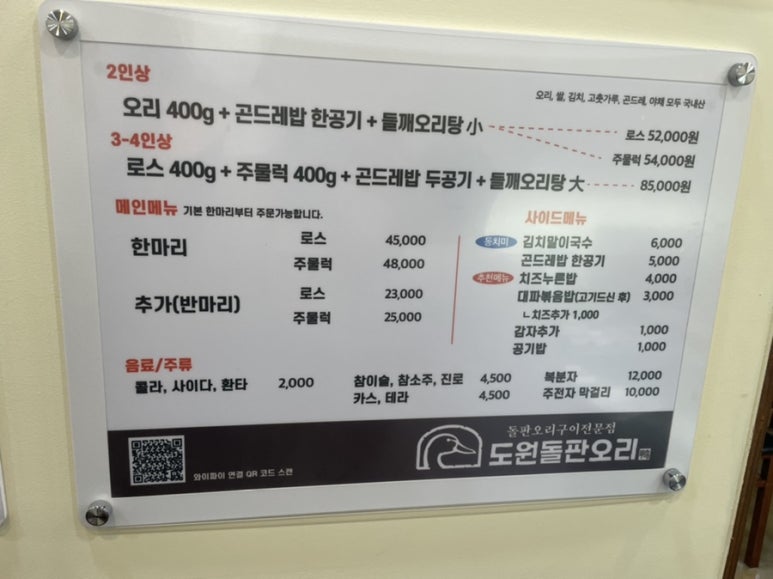 2인상
오리, 쌀, 김치, 고춧가루, 곤드레, 야채 모두 국내산
오리 400g + 곤드레밥 한공기 + 들깨오리탕 小
로스 52,000원
주물럭 54,000원
3-4인상
로스 400g + 주물럭 400g + 곤드레밥 두공기 + 들깨오리탕 大 85,000원
메인메뉴 기본 한마리부터 주문가능합니다.
한마리
로스 45,000
주물럭 48,000
추가(반마리)
로스 23,000
주물럭 25,000
사이드메뉴
동치미 김치말이국수 6,000
곤드레밥 한공기 5,000
추천메뉴 치즈누룬밥 4,000
대파볶음밥(고기드신 후) 3,000
ㄴ치즈추가 1,000
감자추가 1,000
공기밥 1,000
음료/주류
콜라, 사이다, 환타 2,000
참이슬, 참소주, 진로 4,500
카스, 테라 4,500
복분자 12,000
주전자 막걸리 10,000
와이파이 연결 QR 코드 스캔
돌판오리구이전문점
도원돌판오리